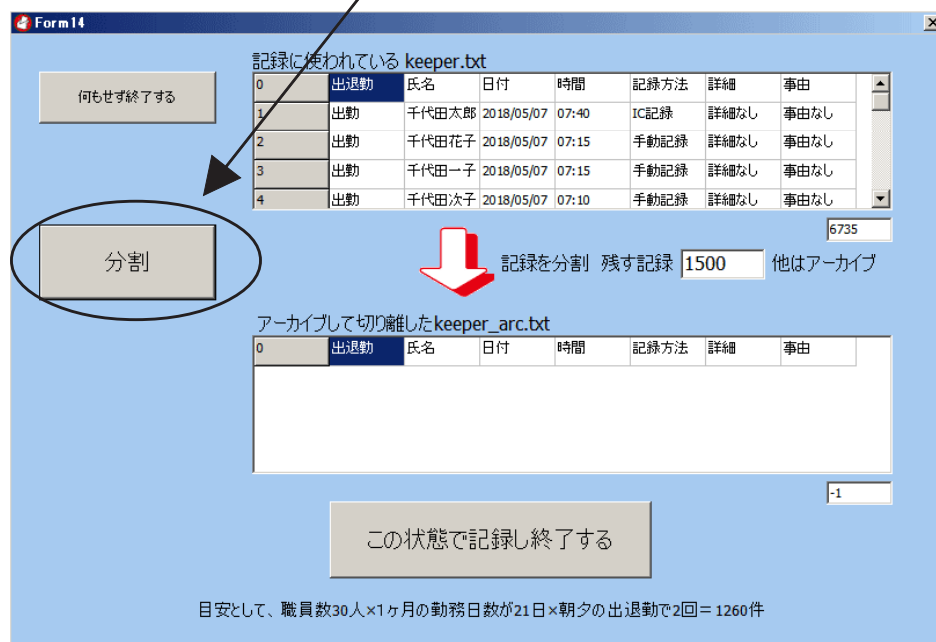 Form14
何もせず終了する
記録に使われている keeper.txt
0 出退勤 氏名 日付 時間 記録方法 詳細 事由
1 出勤 千代田太郎 2018/05/07 07:40 IC記録 詳細なし 事由なし
2 出勤 千代田花子 2018/05/07 07:15 手動記録 詳細なし 事由なし
3 出勤 千代田一子 2018/05/07 07:15 手動記録 詳細なし 事由なし
4 出勤 千代田次子 2018/05/07 07:10 手動記録 詳細なし 事由なし
6735
分割
記録を分割 残す記録 1500 他はアーカイブ
アーカイブして切り離したkeeper_arc.txt
0 出退勤 氏名 日付 時間 記録方法 詳細 事由
-1
この状態で記録し終了する
目安として、職員数30人×1ヶ月の勤務日数が21日×朝夕の出退勤で2回＝1260件